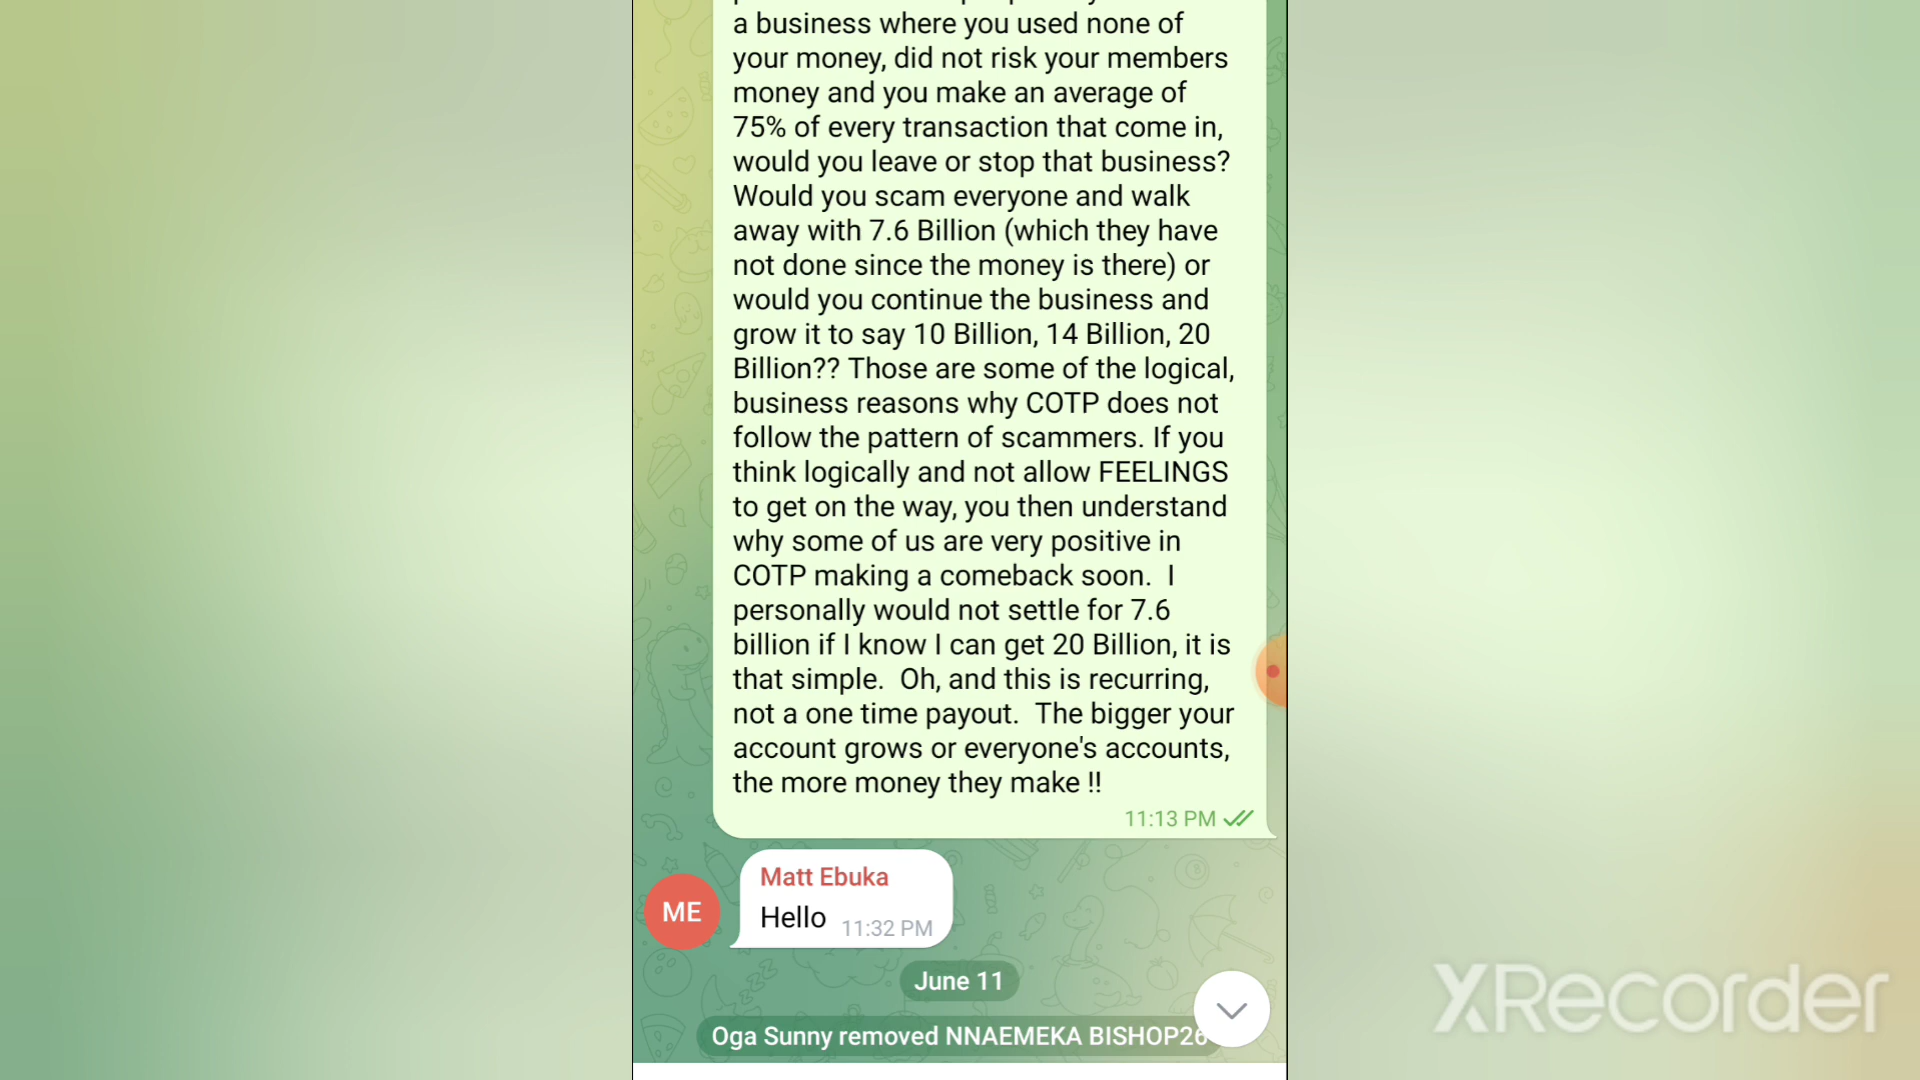 a business where you used none of
your money, did not risk your members
money and you make an average of
75% of every transaction that come in,
would you leave or stop that business?
Would you scam everyone and walk
away with 7.6 Billion (which they have
not done since the money is there) or
would you continue the business and
grow it to say 10 Billion, 14 Billion, 20
Billion?? Those are some of the logical,
business reasons why COTP does not
follow the pattern of scammers. If you
think logically and not allow FEELINGS
to get on the way, you then understand
why some of us are very positive in
COTP making a comeback soon.  I
personally would not settle for 7.6
billion if I know I can get 20 Billion, it is
that simple.  Oh, and this is recurring,
not a one time payout.  The bigger your
account grows or everyone's accounts,
the more money they make !!
11:13 PM
Matt Ebuka
ME
Hello 11:32 PM
June 11
Oga Sunny removed NNAEMEKA BISHOP26
XRecorder